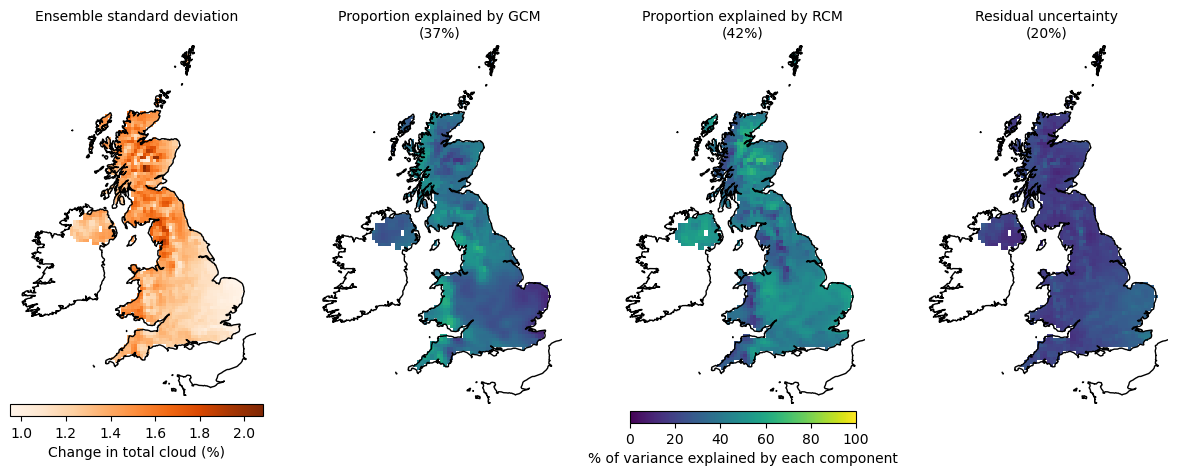 Ensemble standard deviation
Proportion explained by GCM
(37%)
Proportion explained by RCM
(42%)
Residual uncertainty
(20%)
1.0 1.2 1.4 1.6 1.8 2.0
Change in total cloud (%)
0 20 40 60 80 100
% of variance explained by each component